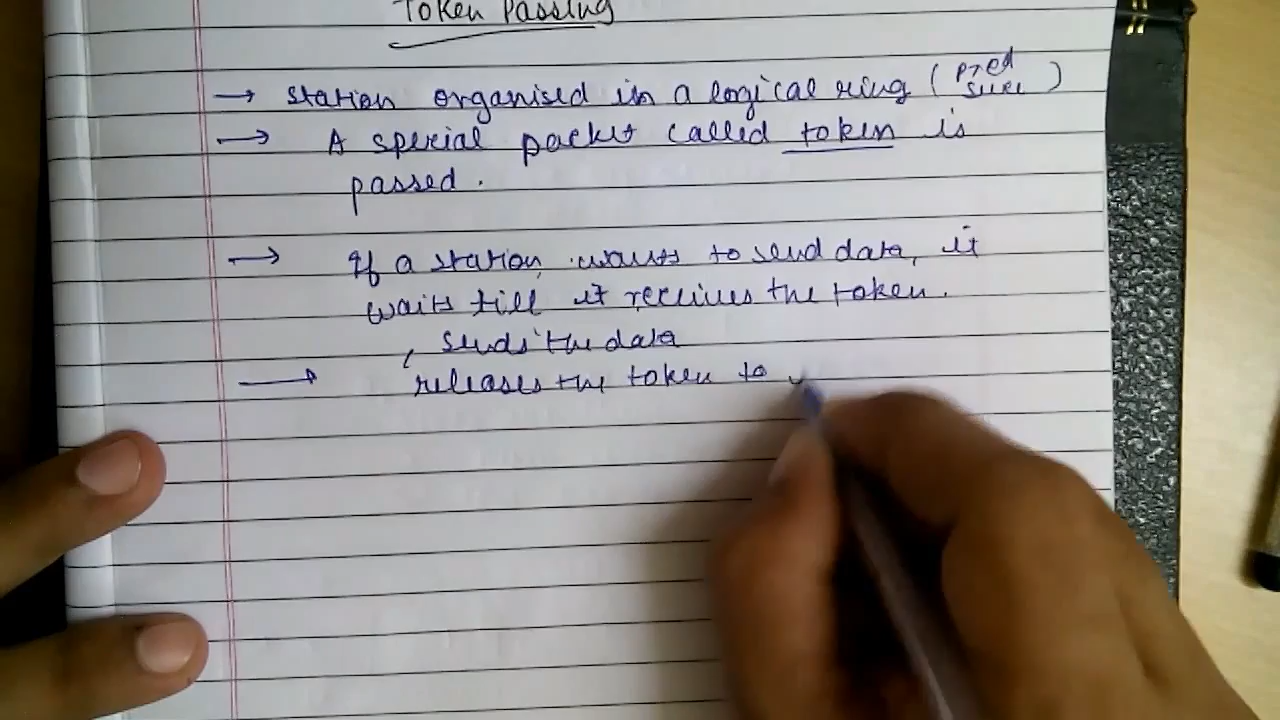 Token Passing
→ station organised in a logical ring ( pred
succ )
→ A special packet called token is
passed.
→ If a station wants to send data, it
waits till it receives the token.
, sends the data
→ releases the token to